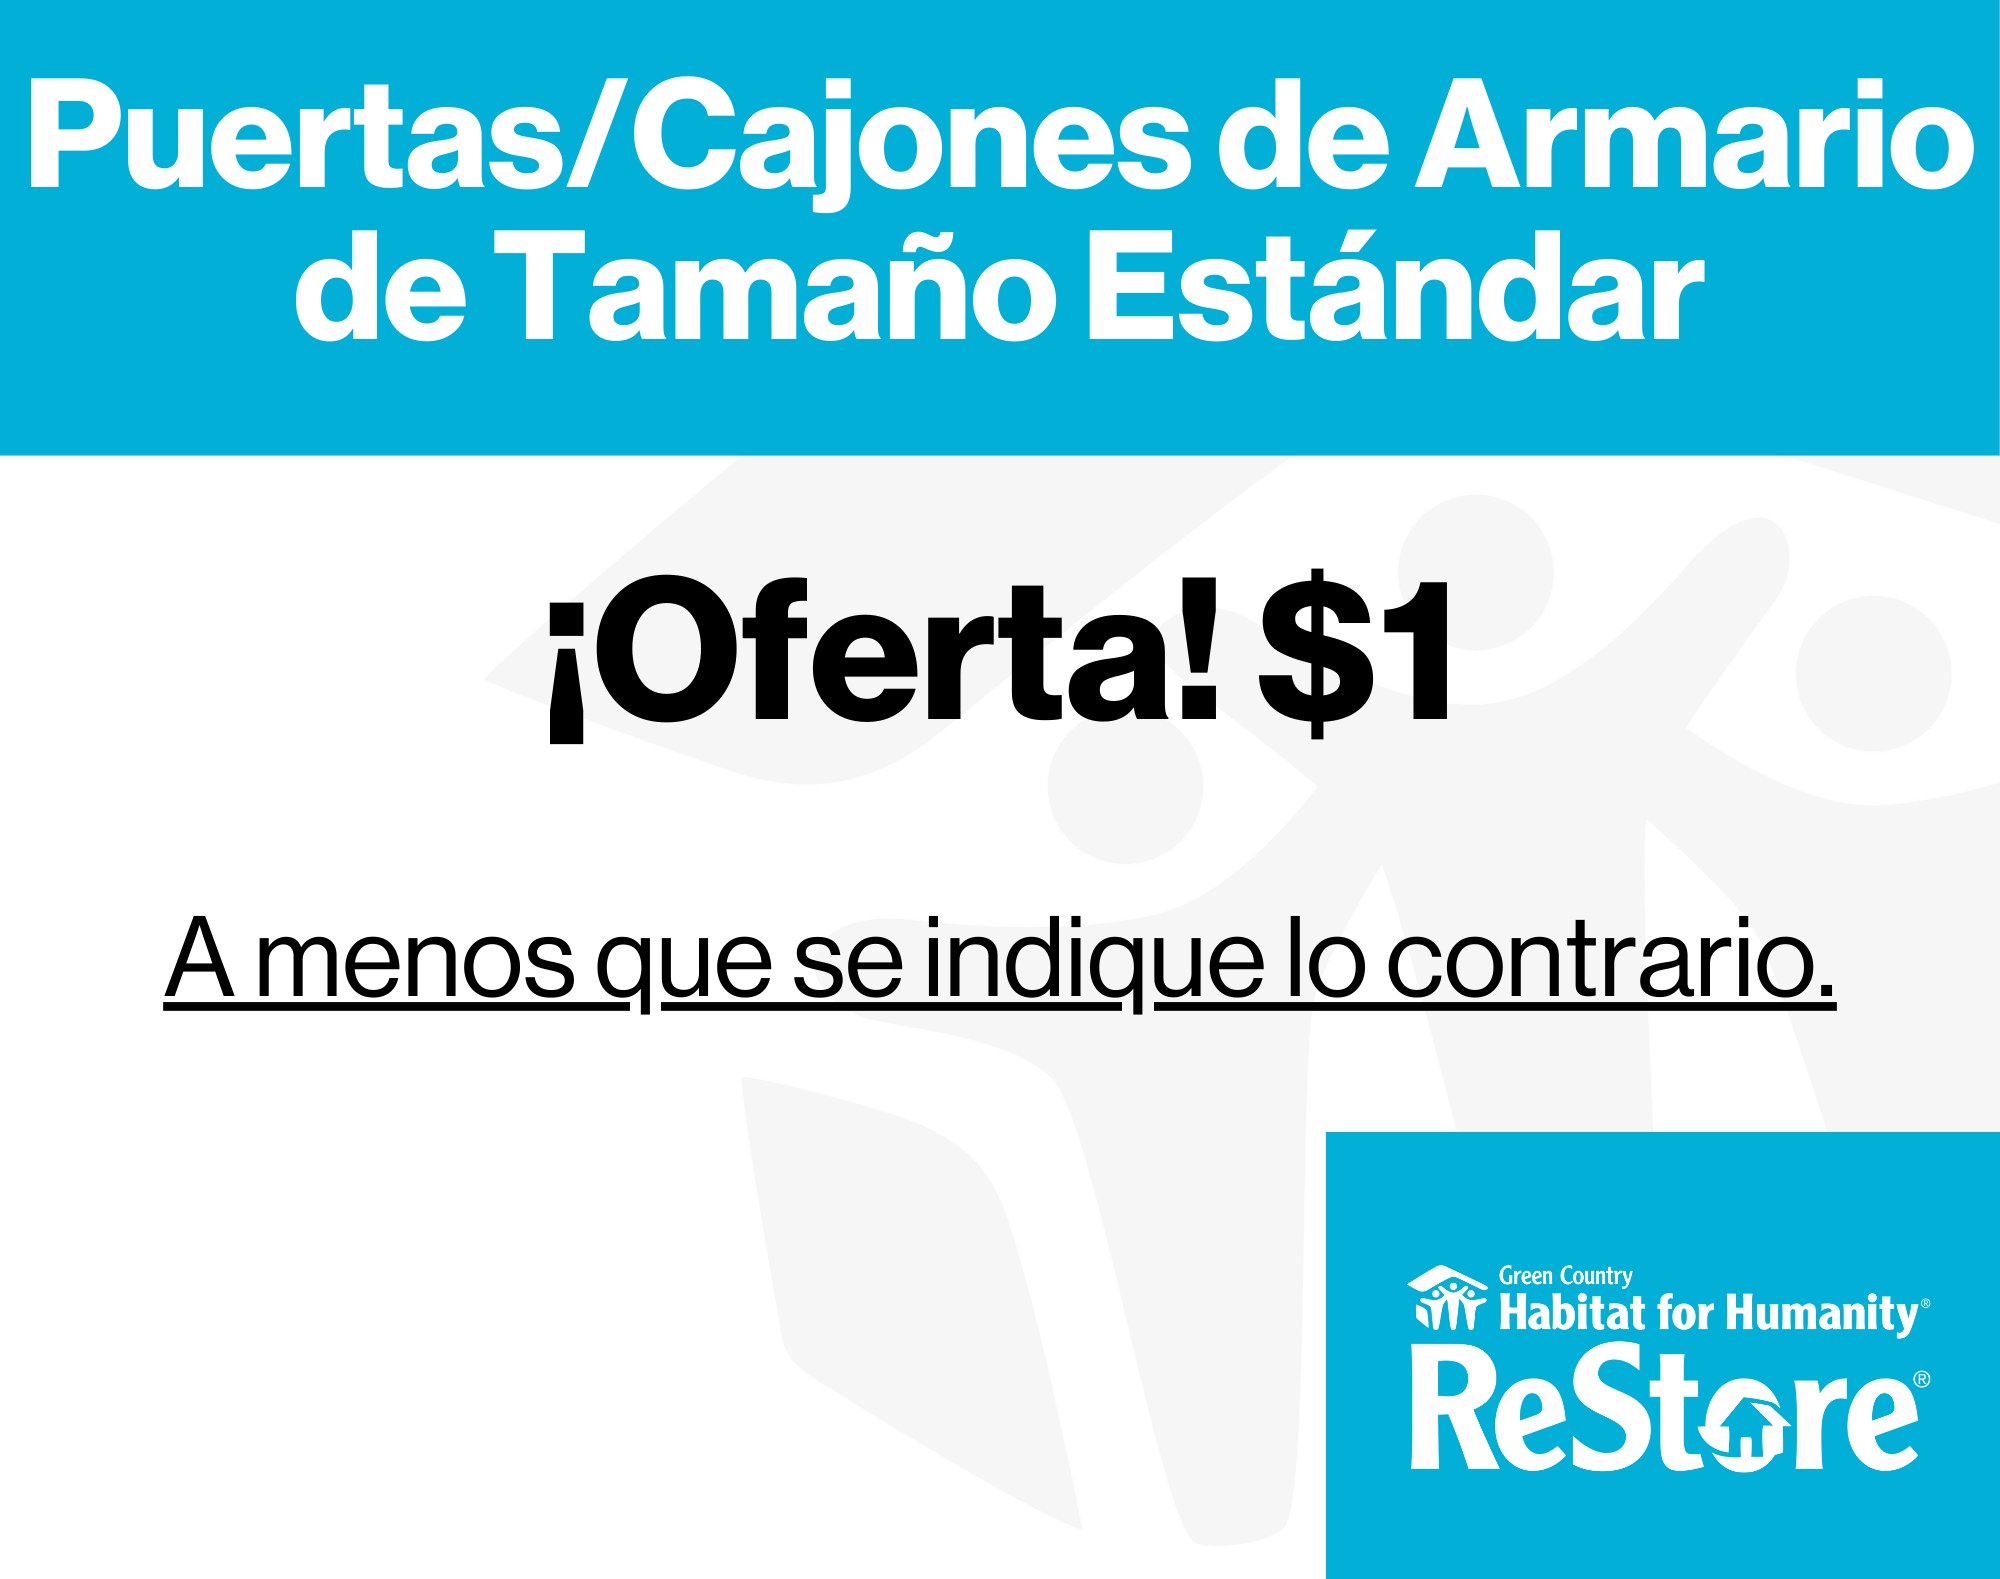 Puertas/Cajones de Armario
de Tamaño Estándar
¡Oferta! $1
A menos que se indique lo contrario.
Green Country
Habitat for Humanity®
ReStore®